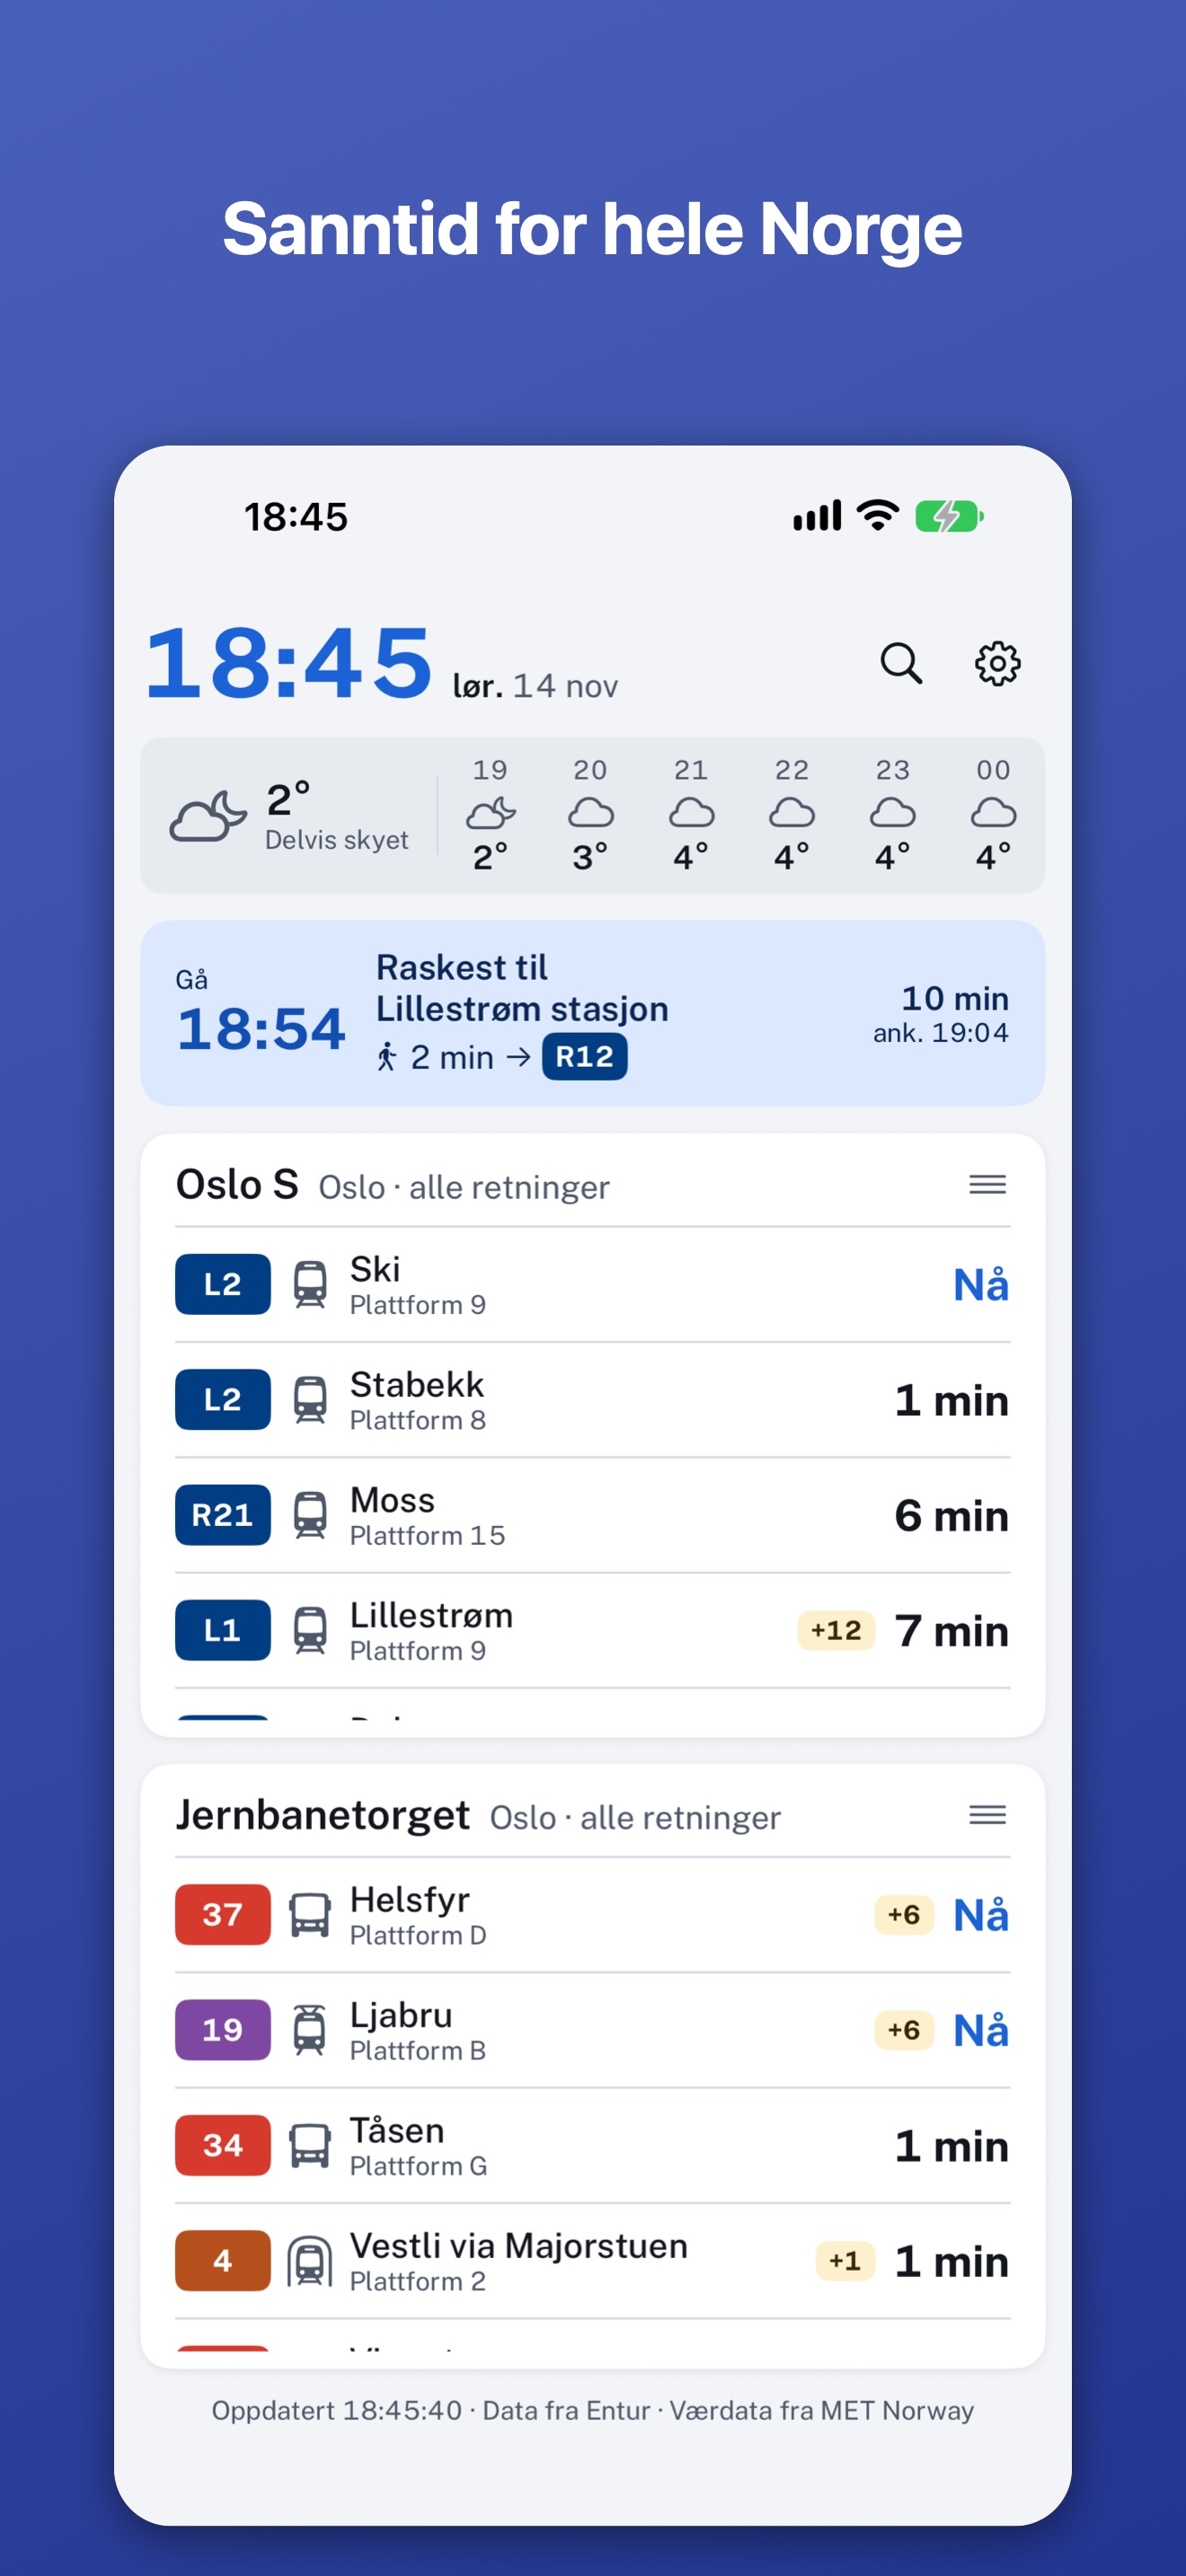 Sanntid for hele Norge
18:45
18:45 lør. 14 nov
2°
Delvis skyet
19 20 21 22 23 00
2° 3° 4° 4° 4° 4°
Gå
18:54
Raskest til
Lillestrøm stasjon
2 min → R12
10 min
ank. 19:04
Oslo S Oslo · alle retninger
L2 Ski Nå
Plattform 9
L2 Stabekk 1 min
Plattform 8
R21 Moss 6 min
Plattform 15
L1 Lillestrøm +12 7 min
Plattform 9
Jernbanetorget Oslo · alle retninger
37 Helsfyr +6 Nå
Plattform D
19 Ljabru +6 Nå
Plattform B
34 Tåsen 1 min
Plattform G
4 Vestli via Majorstuen +1 1 min
Plattform 2
Oppdatert 18:45:40 · Data fra Entur · Værdata fra MET Norway